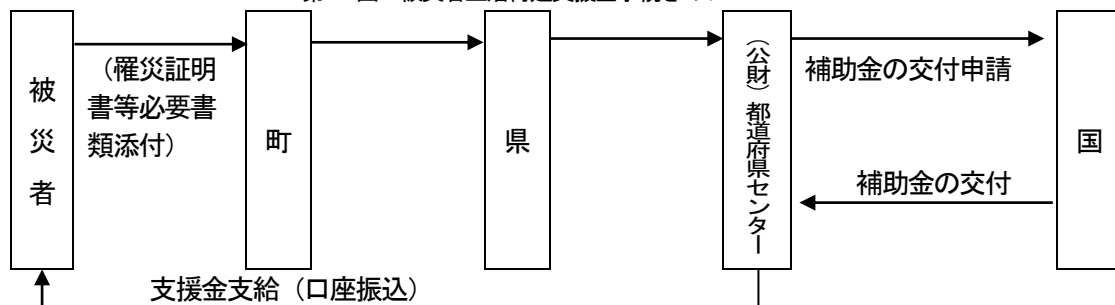 被災者
（罹災証明
書等必要書
類添付）
町
県
（公財）都道府県センター
補助金の交付申請
補助金の交付
国
支援金支給（口座振込）